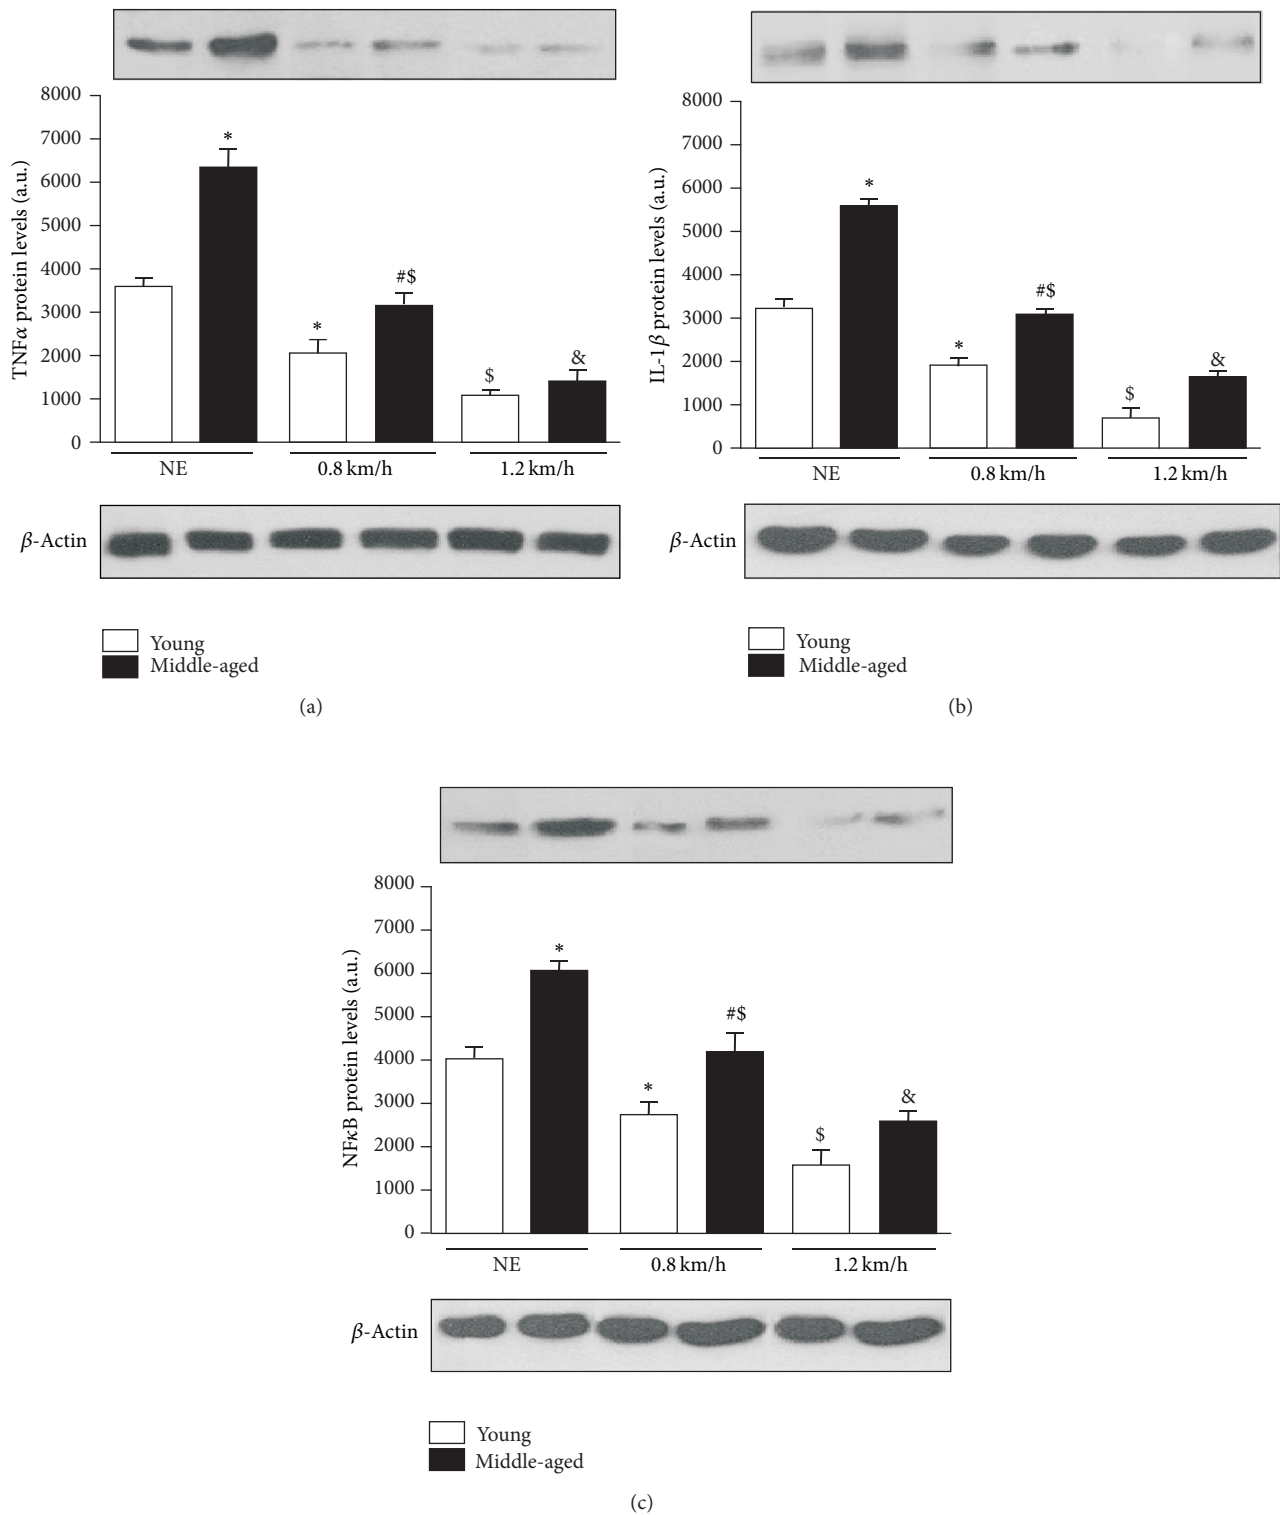 TNFα protein levels (a.u.)
8000
7000
6000
5000
4000
3000
2000
1000
0
*
*
#$
$
&
NE
0.8 km/h
1.2 km/h
β-Actin
Young
Middle-aged
(a)
IL-1β protein levels (a.u.)
8000
7000
6000
5000
4000
3000
2000
1000
0
*
*
#$
$
&
NE
0.8 km/h
1.2 km/h
β-Actin
Young
Middle-aged
(b)
NFκB protein levels (a.u.)
8000
7000
6000
5000
4000
3000
2000
1000
0
*
*
#$
$
&
NE
0.8 km/h
1.2 km/h
β-Actin
Young
Middle-aged
(c)